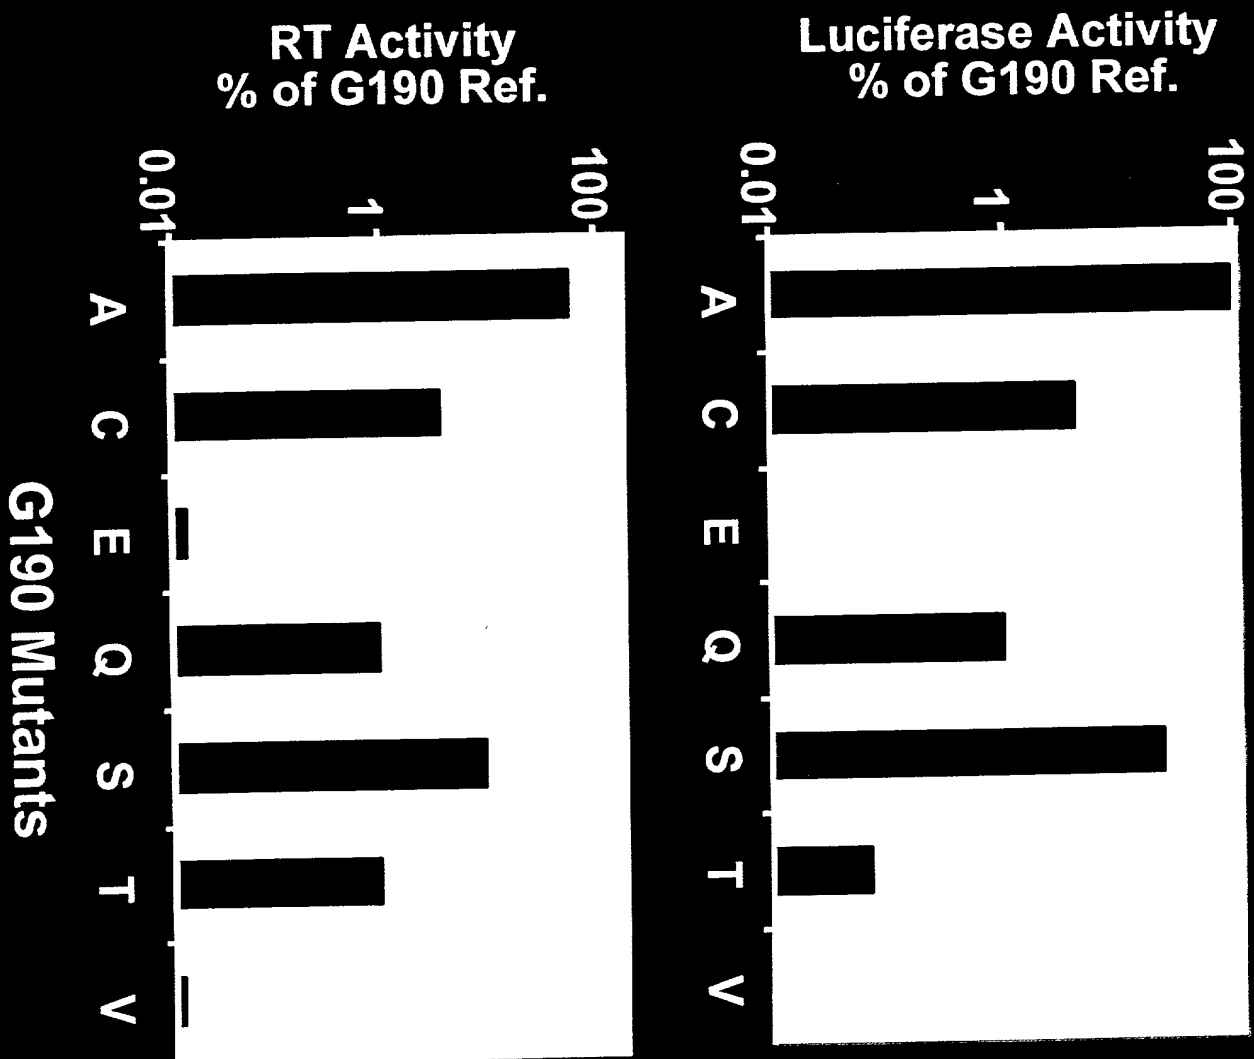 RT Activity
% of G190 Ref.
0.01
1
100
A
C
E
Q
S
T
V
G190 Mutants
Luciferase Activity
% of G190 Ref.
0.01
1
100
A
C
E
Q
S
T
V